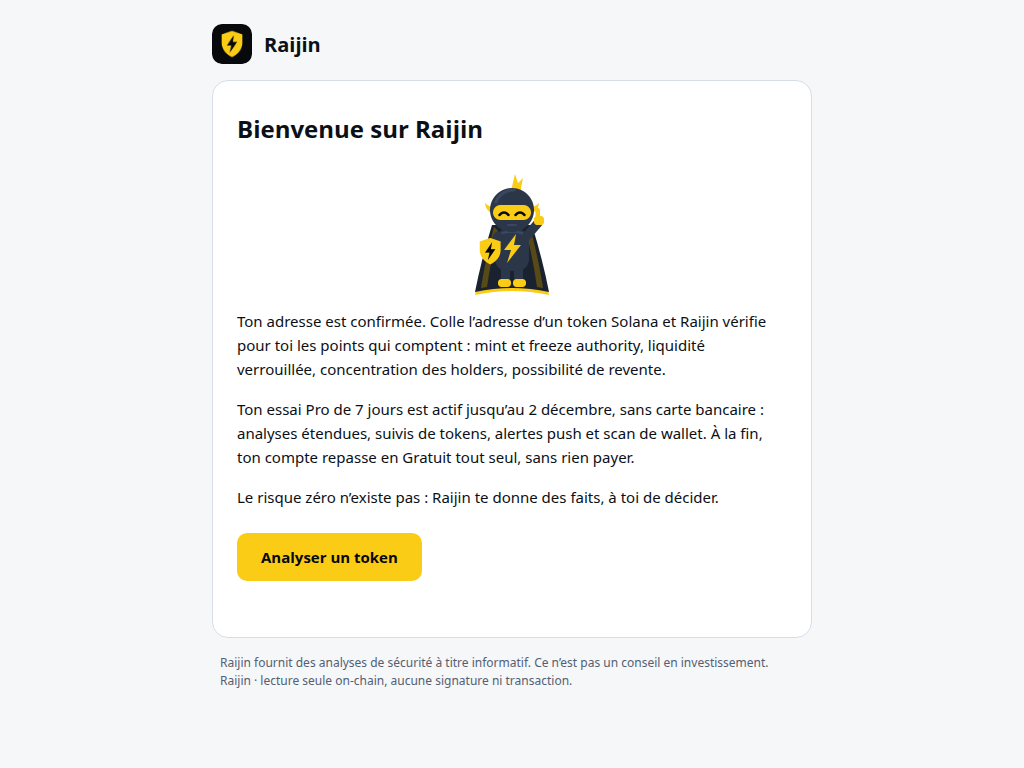 Raijin
Bienvenue sur Raijin
Ton adresse est confirmée. Colle l’adresse d’un token Solana et Raijin vérifie
pour toi les points qui comptent : mint et freeze authority, liquidité
verrouillée, concentration des holders, possibilité de revente.
Ton essai Pro de 7 jours est actif jusqu’au 2 décembre, sans carte bancaire :
analyses étendues, suivis de tokens, alertes push et scan de wallet. À la fin,
ton compte repasse en Gratuit tout seul, sans rien payer.
Le risque zéro n’existe pas : Raijin te donne des faits, à toi de décider.
Analyser un token
Raijin fournit des analyses de sécurité à titre informatif. Ce n’est pas un conseil en investissement.
Raijin · lecture seule on-chain, aucune signature ni transaction.